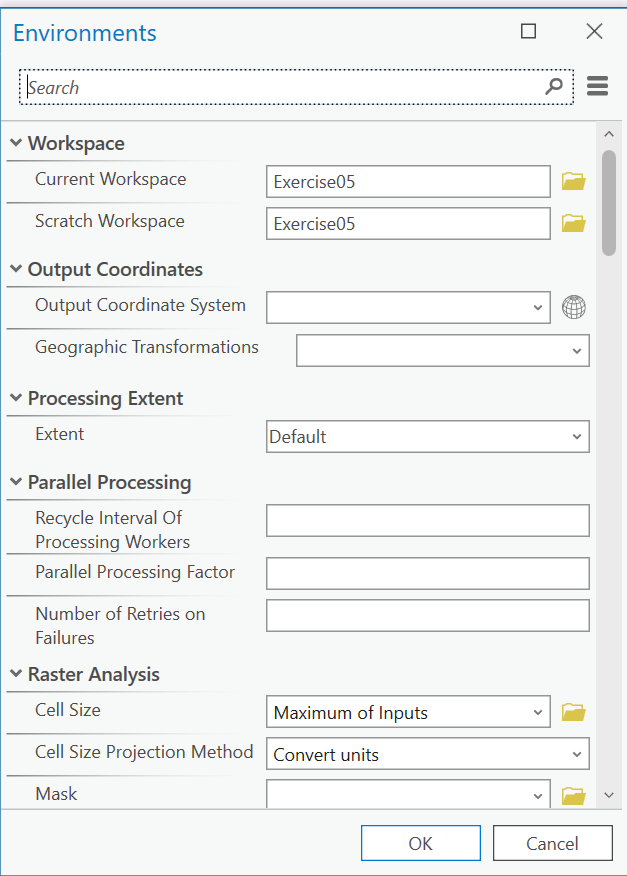 Environments
Search
Workspace
Current Workspace
Exercise05
Scratch Workspace
Exercise05
Output Coordinates
Output Coordinate System
Geographic Transformations
Processing Extent
Extent
Default
Parallel Processing
Recycle Interval Of
Processing Workers
Parallel Processing Factor
Number of Retries on
Failures
Raster Analysis
Cell Size
Maximum of Inputs
Cell Size Projection Method
Convert units
Mask
OK
Cancel